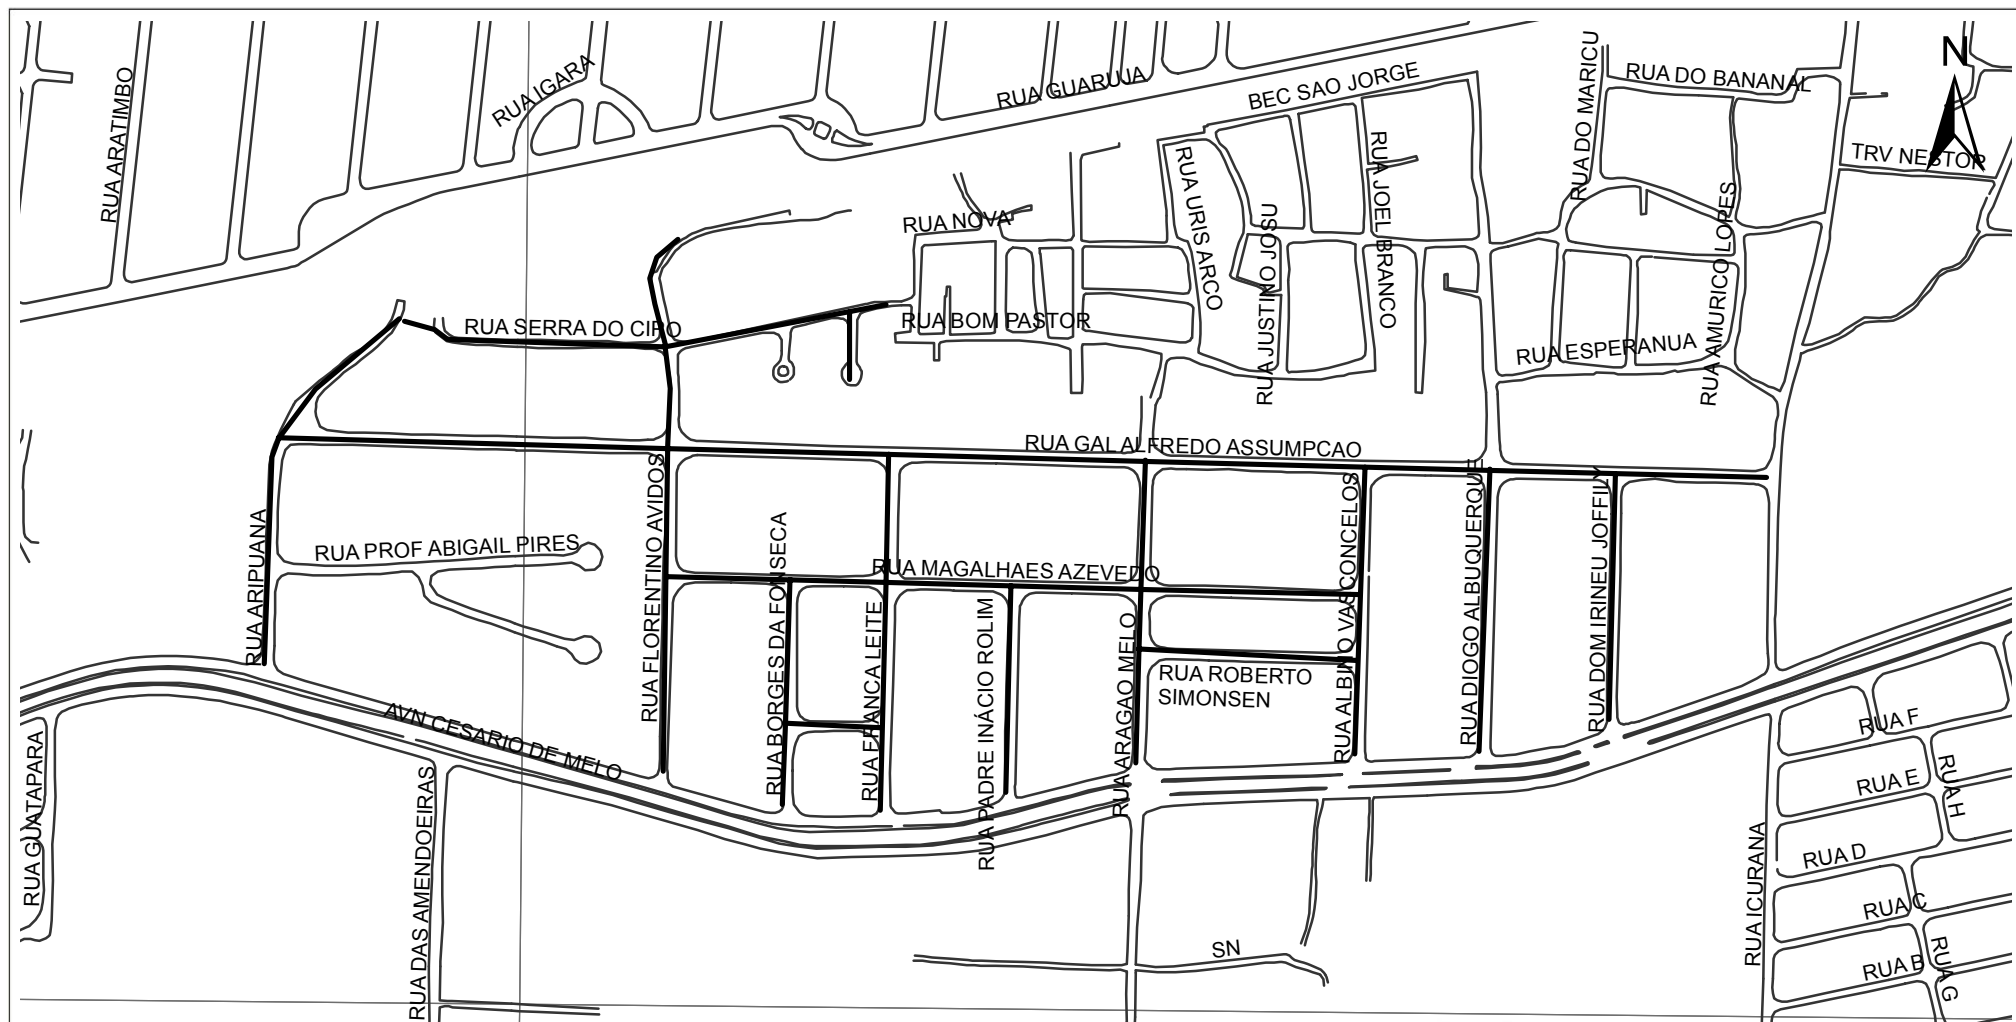 N
RUA ARATIMBO
RUA IGARA
RUA GUARUJA
BEC SAO JORGE
RUA DO MARICU
RUA DO BANANAL
TRV NESTOR
RUA NOVA
RUA URIS ARCO
RUA JUSTINO JOSU
RUA JOEL BRANCO
RUA AMURICO LOPES
RUA SERRA DO CIPO
RUA BOM PASTOR
RUA ESPERANUA
RUA GAL ALFREDO ASSUMPCAO
RUA ARIPUANA
RUA PROF ABIGAIL PIRES
RUA FLORENTINO AVIDOS
RUA BORGES DA FONSECA
RUA MAGALHAES AZEVEDO
RUA FRANCA LEITE
RUA PADRE INÁCIO ROLIM
RUA ARAGAO MELO
RUA ROBERTO
SIMONSEN
RUA ALBINO VASCONCELOS
RUA DIOGO ALBUQUERQUE
RUA DOM IRINEU JOFFILY
AVN CESARIO DE MELO
RUA GUATAPARA
RUA DAS AMENDOEIRAS
SN
RUA ICURANA
RUA F
RUA E
RUA H
RUA D
RUA C
RUA B
RUA G